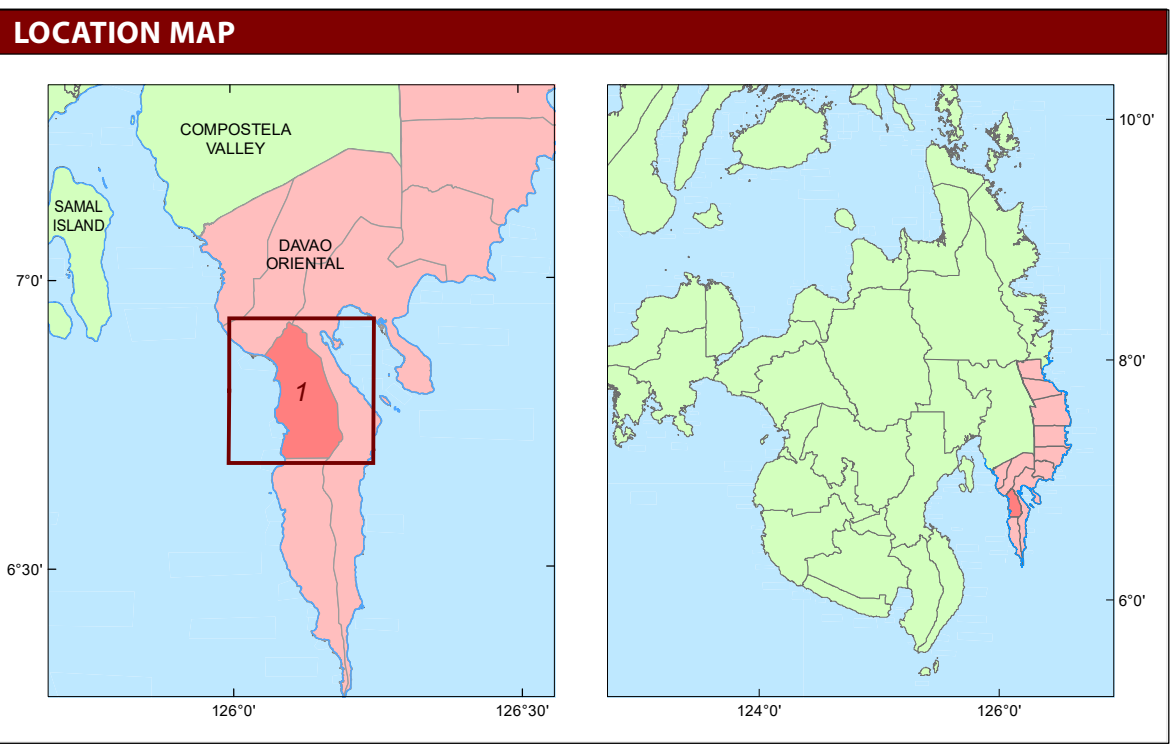 LOCATION MAP
COMPOSTELA
VALLEY
SAMAL
ISLAND
DAVAO
ORIENTAL
1
7°0'
6°30'
126°0'
126°30'
10°0'
8°0'
6°0'
124°0'
126°0'